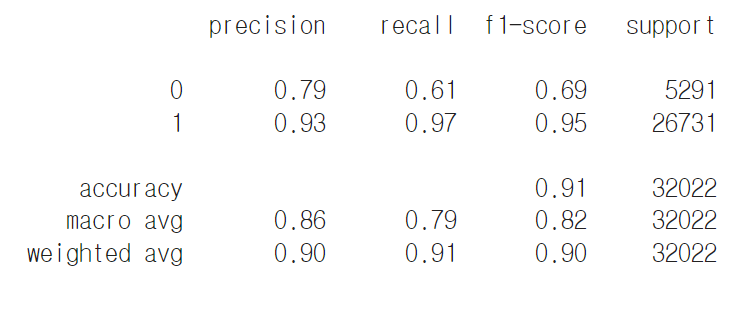 precision recall f1-score support
0 0.79 0.61 0.69 5291
1 0.93 0.97 0.95 26731
accuracy 0.91 32022
macro avg 0.86 0.79 0.82 32022
weighted avg 0.90 0.91 0.90 32022